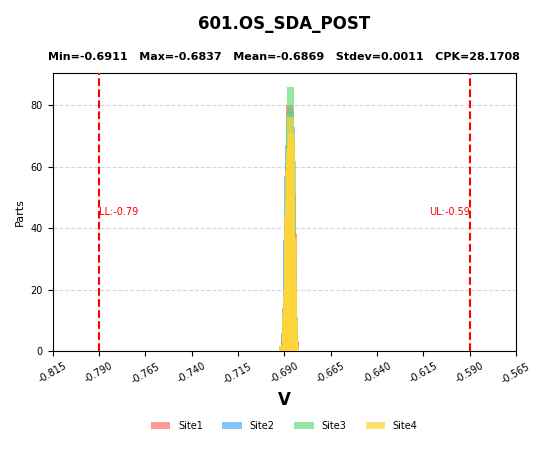 601.OS_SDA_POST
Min=-0.6911 Max=-0.6837 Mean=-0.6869 Stdev=0.0011 CPK=28.1708
80
60
40
20
0
Parts
LL:-0.79
UL:-0.59
-0.815 -0.790 -0.765 -0.740 -0.715 -0.690 -0.665 -0.640 -0.615 -0.590 -0.565
V
Site1 Site2 Site3 Site4